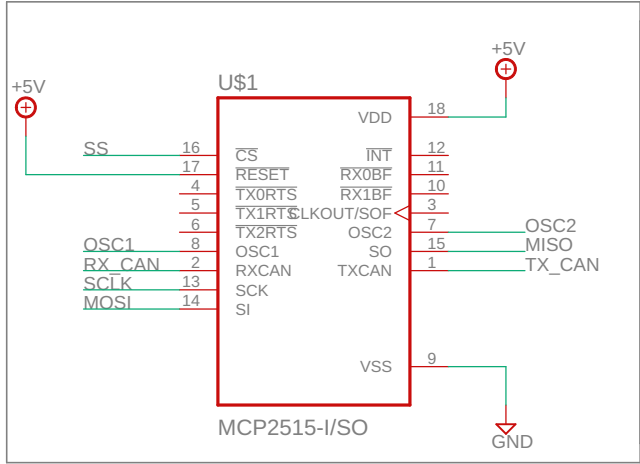 +5V
U$1
+5V
VDD 18
SS 16 CS INT 12
17 RESET RX0BF 11
4 TX0RTS RX1BF 10
5 TX1RTS CLKOUT/SOF 3
6 TX2RTS OSC2 7 OSC2
OSC1 8 OSC1 SO 15 MISO
RX_CAN 2 RXCAN TXCAN 1 TX_CAN
SCLK 13 SCK
MOSI 14 SI
VSS 9
MCP2515-I/SO
GND